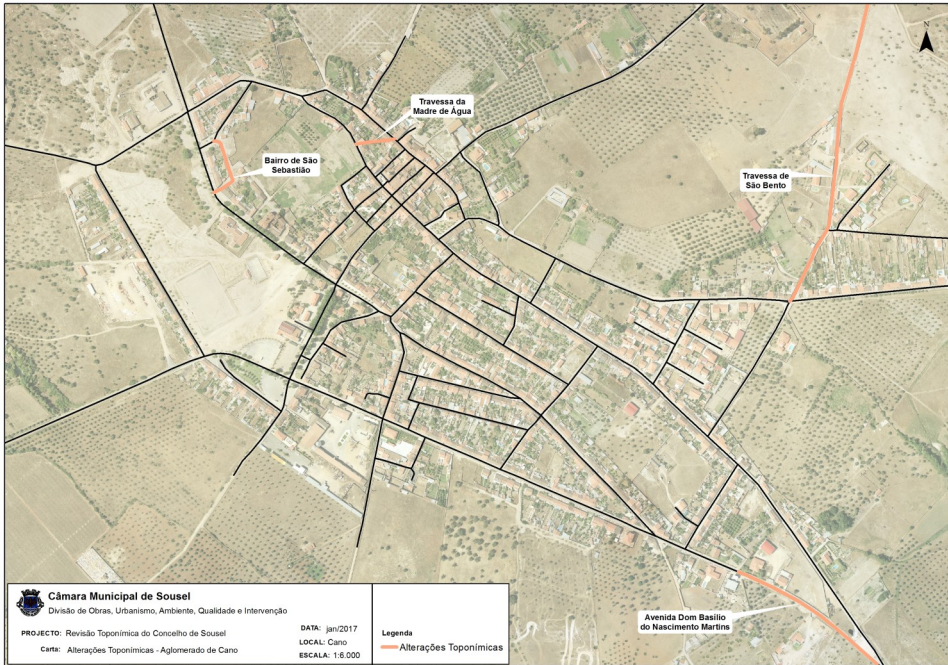 N
Travessa da
Madre de Água
Bairro de São
Sebastião
Travessa de
São Bento
Avenida Dom Basílio
do Nascimento Martins
Câmara Municipal de Sousel
Divisão de Obras, Urbanismo, Ambiente, Qualidade e Intervenção
PROJECTO: Revisão Toponímica do Concelho de Sousel
Carta: Alterações Toponímicas - Aglomerado de Cano
DATA: jan/2017
LOCAL: Cano
ESCALA: 1:6.000
Legenda
Alterações Toponímicas